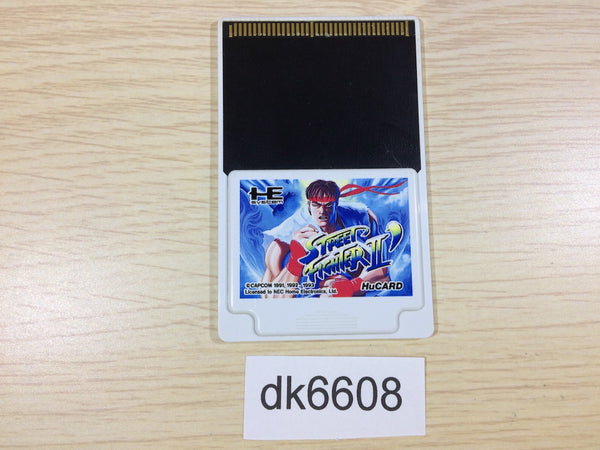 HE
SYSTEM
STREET
FIGHTER II'
©CAPCOM 1991, 1992, 1993
Licensed to NEC Home Electronics, Ltd.
HuCARD
dk6608